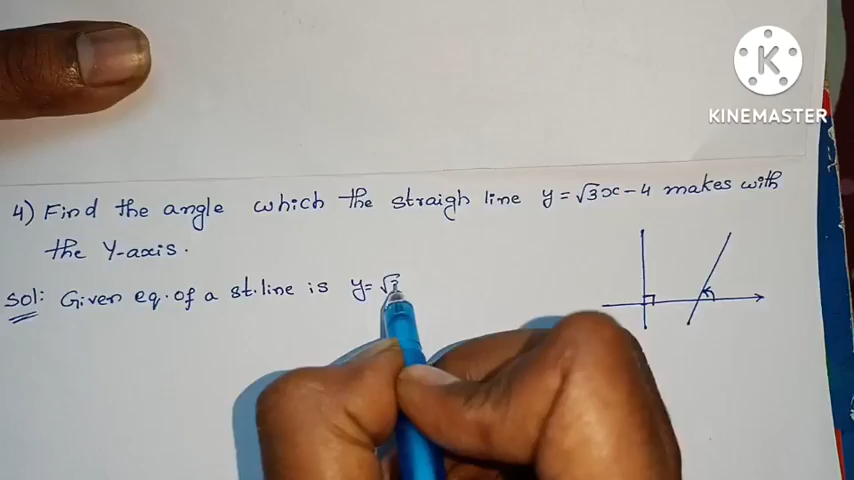 KINEMASTER
4) Find the angle which the straigh line y = √3x - 4 makes with
the Y-axis.
Sol: Given eq. of a st. line is y = √3